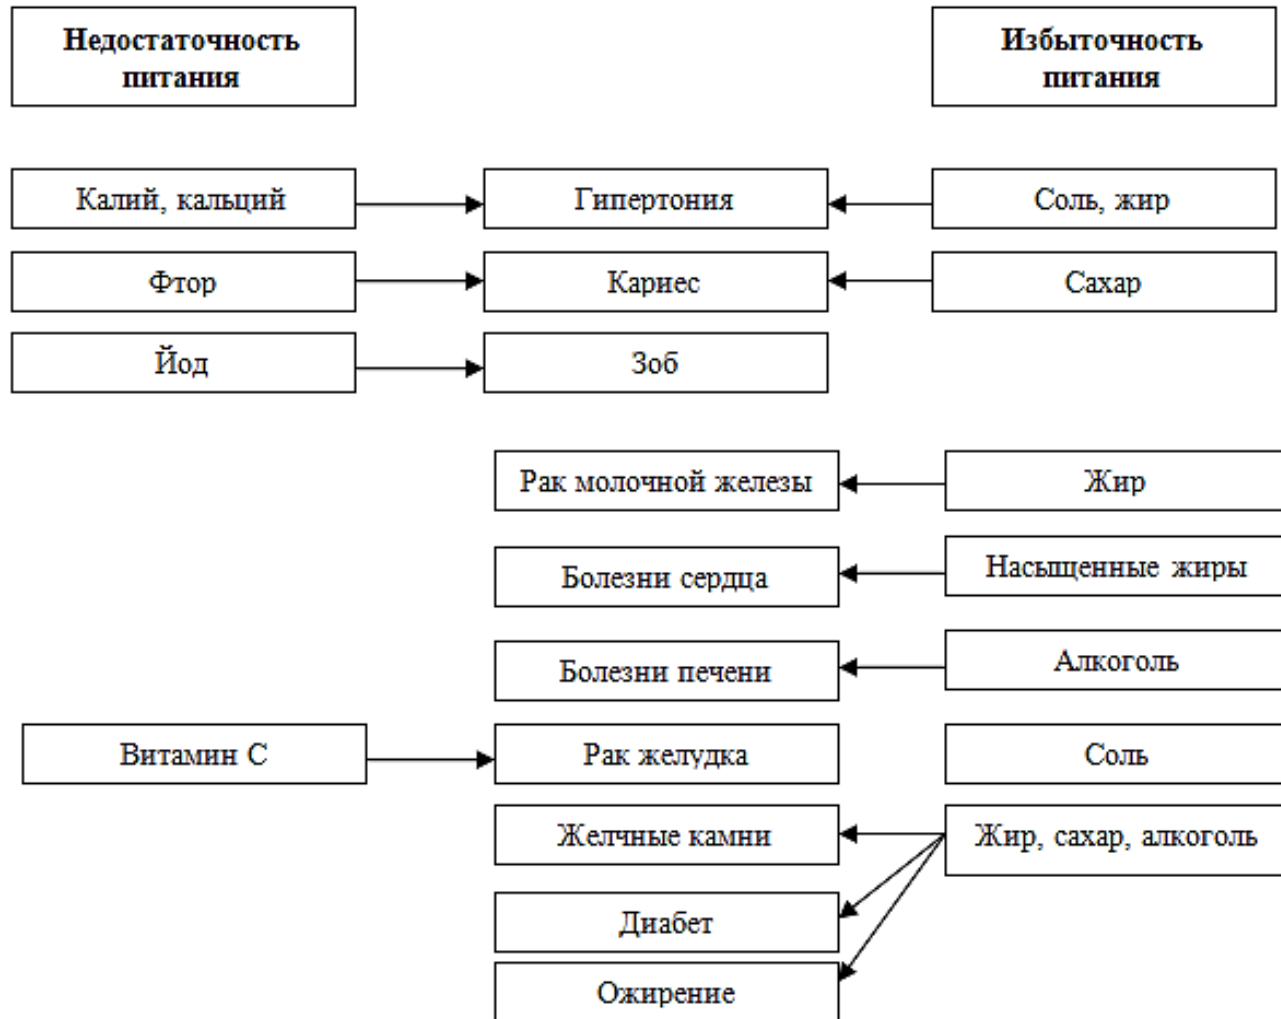 Недостаточность
питания
Избыточность
питания
Калий, кальций
Гипертония
Соль, жир
Фтор
Кариес
Сахар
Йод
Зоб
Рак молочной железы
Жир
Болезни сердца
Насыщенные жиры
Болезни печени
Алкоголь
Витамин С
Рак желудка
Соль
Желчные камни
Жир, сахар, алкоголь
Диабет
Ожирение